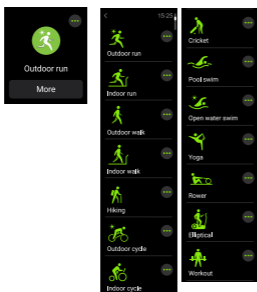 Outdoor run
More
15:25
Outdoor run
Indoor run
Outdoor walk
Indoor walk
Hiking
Outdoor cycle
Indoor cycle
Cricket
Pool swim
Open water swim
Yoga
Rower
Elliptical
Workout